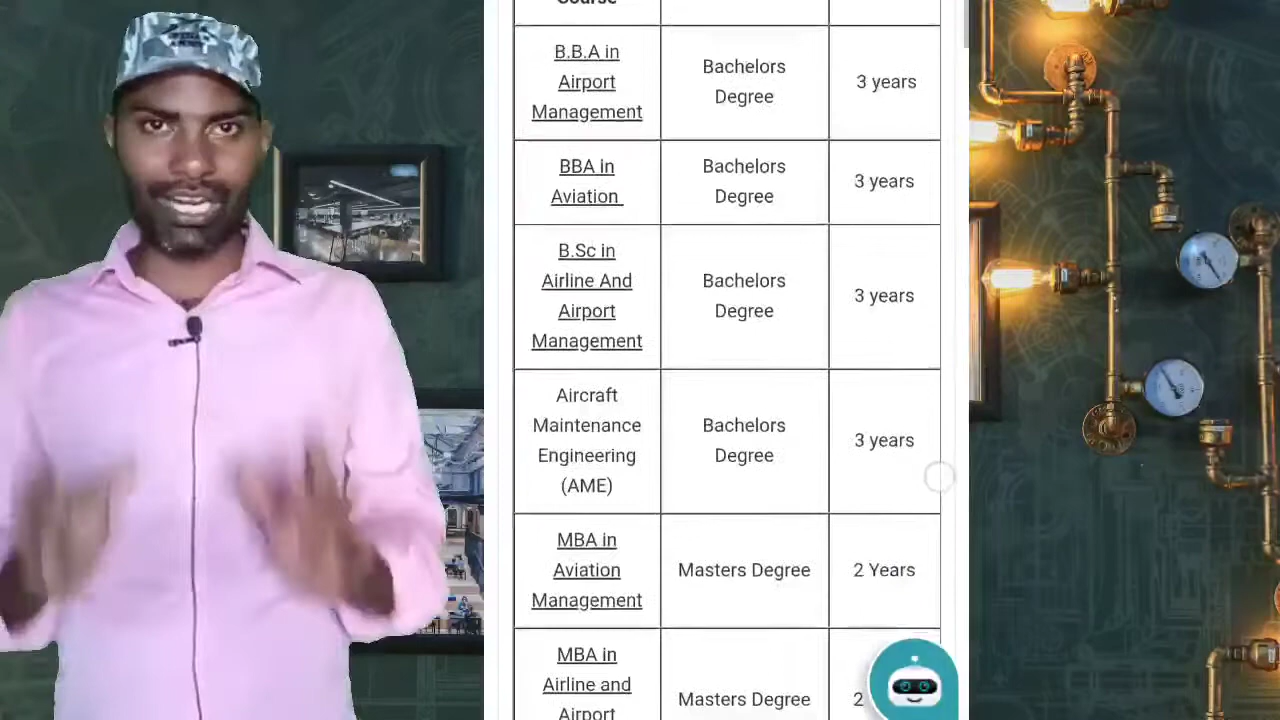 Course
B.B.A in
Airport
Management
Bachelors
Degree
3 years
BBA in
Aviation
Bachelors
Degree
3 years
B.Sc in
Airline And
Airport
Management
Bachelors
Degree
3 years
Aircraft
Maintenance
Engineering
(AME)
Bachelors
Degree
3 years
MBA in
Aviation
Management
Masters Degree
2 Years
MBA in
Airline and
Airport
Masters Degree
2